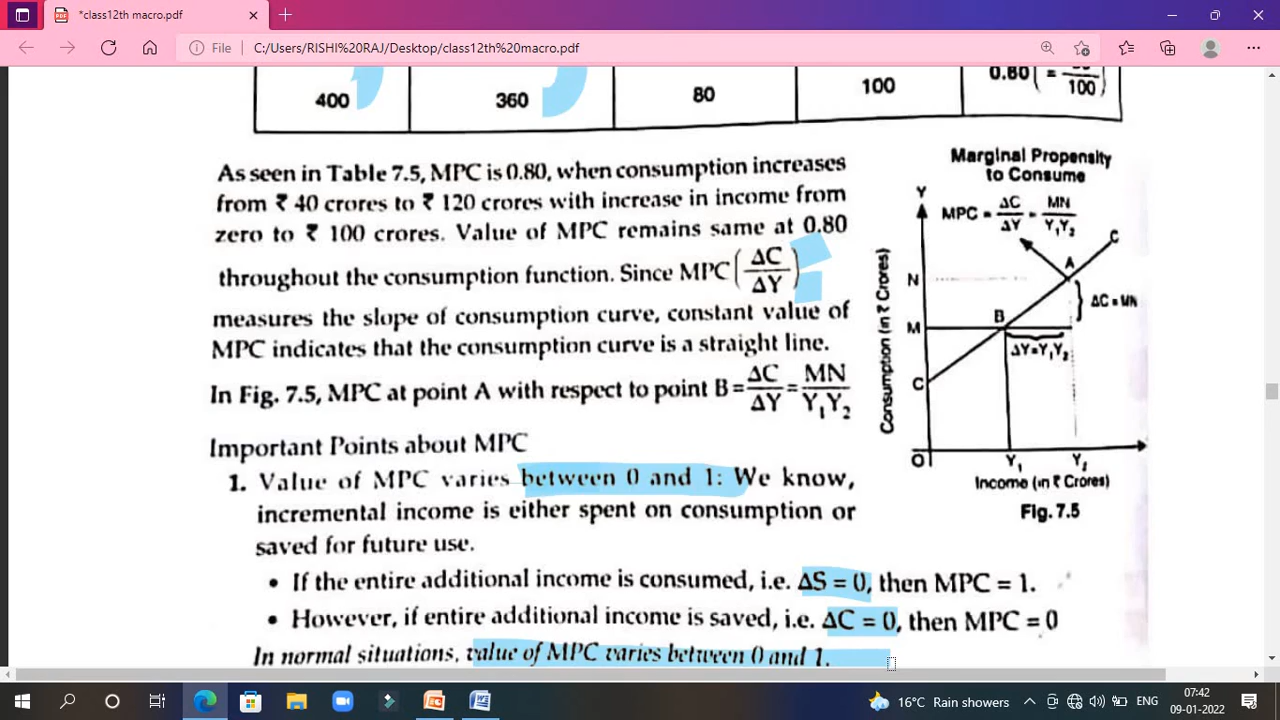 *class12th macro.pdf
File C:/Users/RISHI%20RAJ/Desktop/class12th%20macro.pdf
400 360 80 100 0.80 ( = 100 )
As seen in Table 7.5, MPC is 0.80, when consumption increases
from ₹ 40 crores to ₹ 120 crores with increase in income from
zero to ₹ 100 crores. Value of MPC remains same at 0.80
throughout the consumption function. Since MPC (ΔC/ΔY)
measures the slope of consumption curve, constant value of
MPC indicates that the consumption curve is a straight line.
In Fig. 7.5, MPC at point A with respect to point B = ΔC/ΔY = MN/Y₁Y₂
Marginal Propensity
to Consume
Y
MPC = ΔC/ΔY = MN/Y₁Y₂
C
A
N
ΔC = MN
B
M
ΔY=Y₁Y₂
C
Consumption (in ₹ Crores)
O Y₁ Y₂
Income (in ₹ Crores)
Fig. 7.5
Important Points about MPC
1. Value of MPC varies between 0 and 1: We know,
incremental income is either spent on consumption or
saved for future use.
• If the entire additional income is consumed, i.e. ΔS = 0, then MPC = 1.
• However, if entire additional income is saved, i.e. ΔC = 0, then MPC = 0
In normal situations, value of MPC varies between 0 and 1.
16°C Rain showers ENG 07:42
09-01-2022